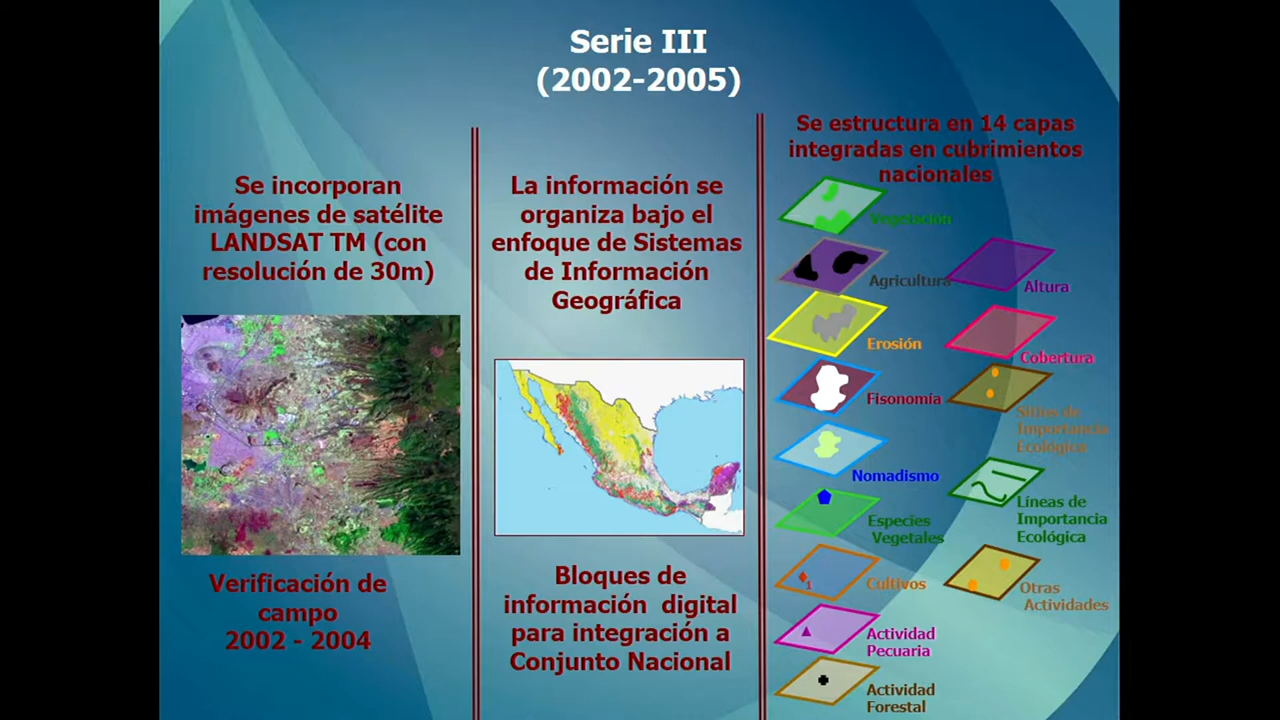 Serie III
(2002-2005)
Se incorporan
imágenes de satélite
LANDSAT TM (con
resolución de 30m)
Verificación de
campo
2002 - 2004
La información se
organiza bajo el
enfoque de Sistemas
de Información
Geográfica
Bloques de
información digital
para integración a
Conjunto Nacional
Se estructura en 14 capas
integradas en cubrimientos
nacionales
Vegetación
Agricultura
Erosión
Fisonomía
Nomadismo
Especies
Vegetales
1
Cultivos
Actividad
Pecuaria
Actividad
Forestal
Altura
Cobertura
Sitios de
Importancia
Ecológica
Líneas de
Importancia
Ecológica
Otras
Actividades